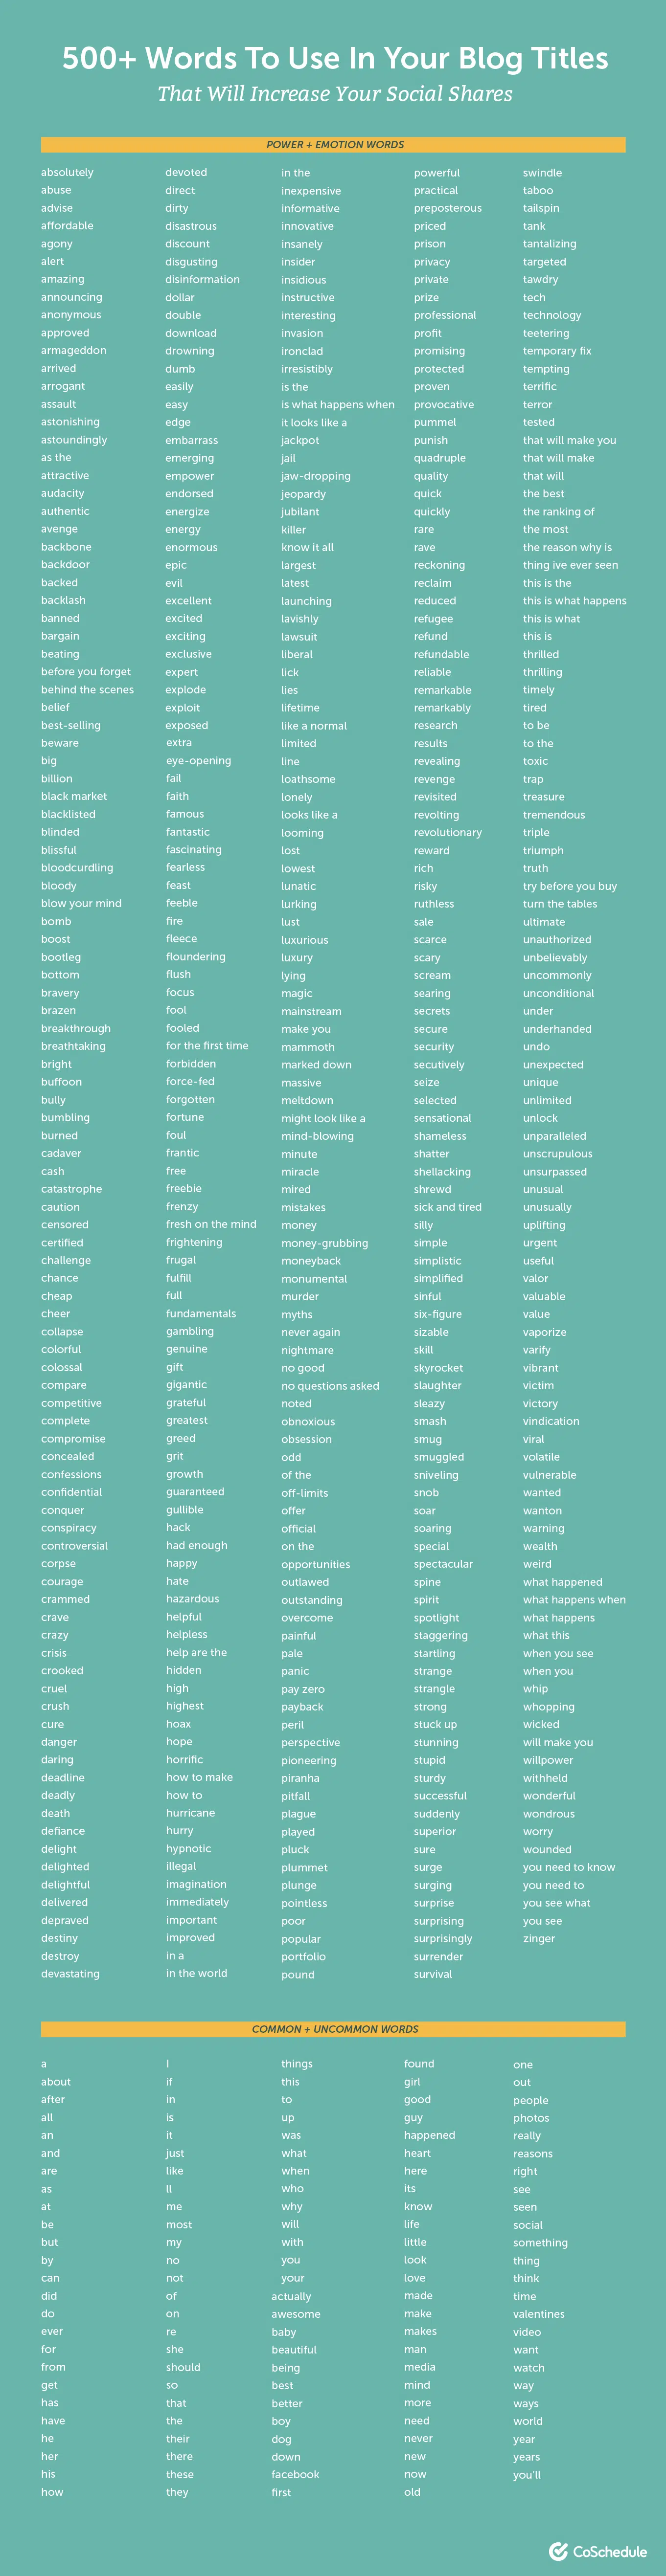 500+ Words To Use In Your Blog Titles
That Will Increase Your Social Shares
POWER + EMOTION WORDS
absolutely
abuse
advise
affordable
agony
alert
amazing
announcing
anonymous
approved
armageddon
arrived
arrogant
assault
astonishing
astoundingly
as the
attractive
audacity
authentic
avenge
backbone
backdoor
backed
backlash
banned
bargain
beating
before you forget
behind the scenes
belief
best-selling
beware
big
billion
black market
blacklisted
blinded
blissful
bloodcurdling
bloody
blow your mind
bomb
boost
bootleg
bottom
bravery
brazen
breakthrough
breathtaking
bright
buffoon
bully
bumbling
burned
cadaver
cash
catastrophe
caution
censored
certified
challenge
chance
cheap
cheer
collapse
colorful
colossal
compare
competitive
complete
compromise
concealed
confessions
confidential
conquer
conspiracy
controversial
corpse
courage
crammed
crave
crazy
crisis
crooked
cruel
crush
cure
danger
daring
deadline
deadly
death
defiance
delight
delighted
delightful
delivered
depraved
destiny
destroy
devastating
devoted
direct
dirty
disastrous
discount
disgusting
disinformation
dollar
double
download
drowning
dumb
easily
easy
edge
embarrass
emerging
empower
endorsed
energize
energy
enormous
epic
evil
excellent
excited
exciting
exclusive
expert
explode
exploit
exposed
extra
eye-opening
fail
faith
famous
fantastic
fascinating
fearless
feast
feeble
fire
fleece
floundering
flush
focus
fool
fooled
for the first time
forbidden
force-fed
forgotten
fortune
foul
frantic
free
freebie
frenzy
fresh on the mind
frightening
frugal
fulfill
full
fundamentals
gambling
genuine
gift
gigantic
grateful
greatest
greed
grit
growth
guaranteed
gullible
hack
had enough
happy
hate
hazardous
helpful
helpless
help are the
hidden
high
highest
hoax
hope
horrific
how to make
how to
hurricane
hurry
hypnotic
illegal
imagination
immediately
important
improved
in a
in the world
in the
inexpensive
informative
innovative
insanely
insider
insidious
instructive
interesting
invasion
ironclad
irresistibly
is the
is what happens when
it looks like a
jackpot
jail
jaw-dropping
jeopardy
jubilant
killer
know it all
largest
latest
launching
lavishly
lawsuit
liberal
lick
lies
lifetime
like a normal
limited
line
loathsome
lonely
looks like a
looming
lost
lowest
lunatic
lurking
lust
luxurious
luxury
lying
magic
mainstream
make you
mammoth
marked down
massive
meltdown
might look like a
mind-blowing
minute
miracle
mired
mistakes
money
money-grubbing
moneyback
monumental
murder
myths
never again
nightmare
no good
no questions asked
noted
obnoxious
obsession
odd
of the
off-limits
offer
official
on the
opportunities
outlawed
outstanding
overcome
painful
pale
panic
pay zero
payback
peril
perspective
pioneering
piranha
pitfall
plague
played
pluck
plummet
plunge
pointless
poor
popular
portfolio
pound
powerful
practical
preposterous
priced
prison
privacy
private
prize
professional
profit
promising
protected
proven
provocative
pummel
punish
quadruple
quality
quick
quickly
rare
rave
reckoning
reclaim
reduced
refugee
refund
refundable
reliable
remarkable
remarkably
research
results
revealing
revenge
revisited
revolting
revolutionary
reward
rich
risky
ruthless
sale
scarce
scary
scream
searing
secrets
secure
security
secutively
seize
selected
sensational
shameless
shatter
shellacking
shrewd
sick and tired
silly
simple
simplistic
simplified
sinful
six-figure
sizable
skill
skyrocket
slaughter
sleazy
smash
smug
smuggled
sniveling
snob
soar
soaring
special
spectacular
spine
spirit
spotlight
staggering
startling
strange
strangle
strong
stuck up
stunning
stupid
sturdy
successful
suddenly
superior
sure
surge
surging
surprise
surprising
surprisingly
surrender
survival
swindle
taboo
tailspin
tank
tantalizing
targeted
tawdry
tech
technology
teetering
temporary fix
tempting
terrific
terror
tested
that will make you
that will make
that will
the best
the ranking of
the most
the reason why is
thing ive ever seen
this is the
this is what happens
this is what
this is
thrilled
thrilling
timely
tired
to be
to the
toxic
trap
treasure
tremendous
triple
triumph
truth
try before you buy
turn the tables
ultimate
unauthorized
unbelievably
uncommonly
unconditional
under
underhanded
undo
unexpected
unique
unlimited
unlock
unparalleled
unscrupulous
unsurpassed
unusual
unusually
uplifting
urgent
useful
valor
valuable
value
vaporize
varify
vibrant
victim
victory
vindication
viral
volatile
vulnerable
wanted
wanton
warning
wealth
weird
what happened
what happens when
what happens
what this
when you see
when you
whip
whopping
wicked
will make you
willpower
withheld
wonderful
wondrous
worry
wounded
you need to know
you need to
you see what
you see
zinger
COMMON + UNCOMMON WORDS
a
about
after
all
an
and
are
as
at
be
but
by
can
did
do
ever
for
from
get
has
have
he
her
his
how
I
if
in
is
it
just
like
ll
me
most
my
no
not
of
on
re
she
should
so
that
the
their
there
these
they
things
this
to
up
was
what
when
who
why
will
with
you
your
actually
awesome
baby
beautiful
being
best
better
boy
dog
down
facebook
first
found
girl
good
guy
happened
heart
here
its
know
life
little
look
love
made
make
makes
man
media
mind
more
need
never
new
now
old
one
out
people
photos
really
reasons
right
see
seen
social
something
thing
think
time
valentines
video
want
watch
way
ways
world
year
years
you'll
CoSchedule